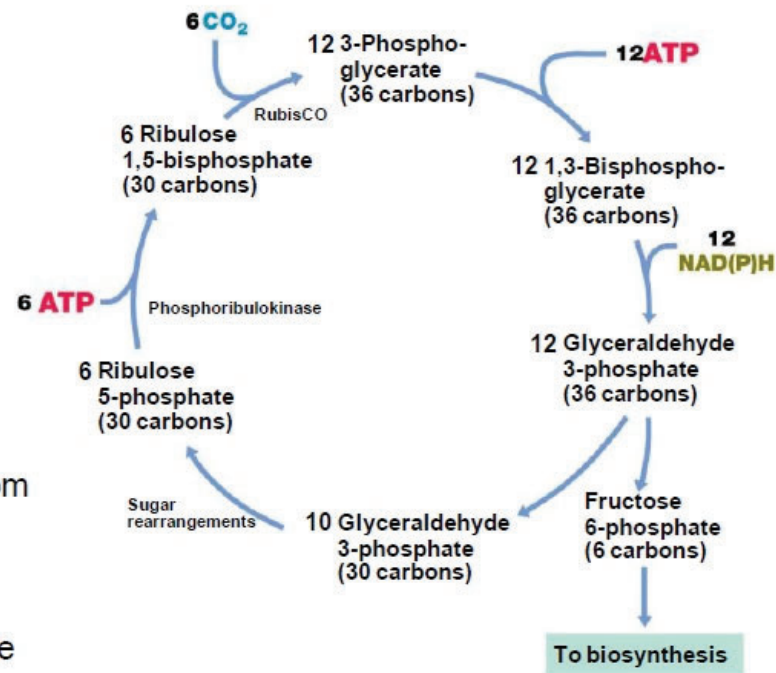 6 CO₂
12 3-Phospho-
glycerate
(36 carbons)
12ATP
RubisCO
6 Ribulose
1,5-bisphosphate
(30 carbons)
12 1,3-Bisphospho-
glycerate
(36 carbons)
12
NAD(P)H
6 ATP
Phosphoribulokinase
12 Glyceraldehyde
3-phosphate
(36 carbons)
6 Ribulose
5-phosphate
(30 carbons)
Sugar
rearrangements
10 Glyceraldehyde
3-phosphate
(30 carbons)
Fructose
6-phosphate
(6 carbons)
To biosynthesis